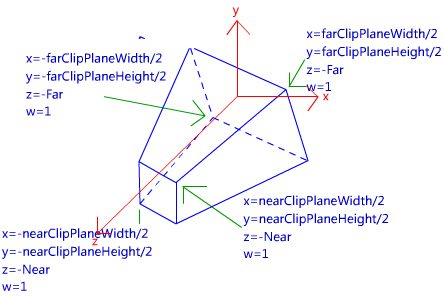 y
x=farClipPlaneWidth/2
y=farClipPlaneHeight/2
z=-Far
w=1
x=-farClipPlaneWidth/2
y=-farClipPlaneHeight/2
z=-Far
w=1
x
x=nearClipPlaneWidth/2
y=nearClipPlaneHeight/2
z=-Near
w=1
x=-nearClipPlaneWidth/2
z
y=-nearClipPlaneHeight/2
z=-Near
w=1